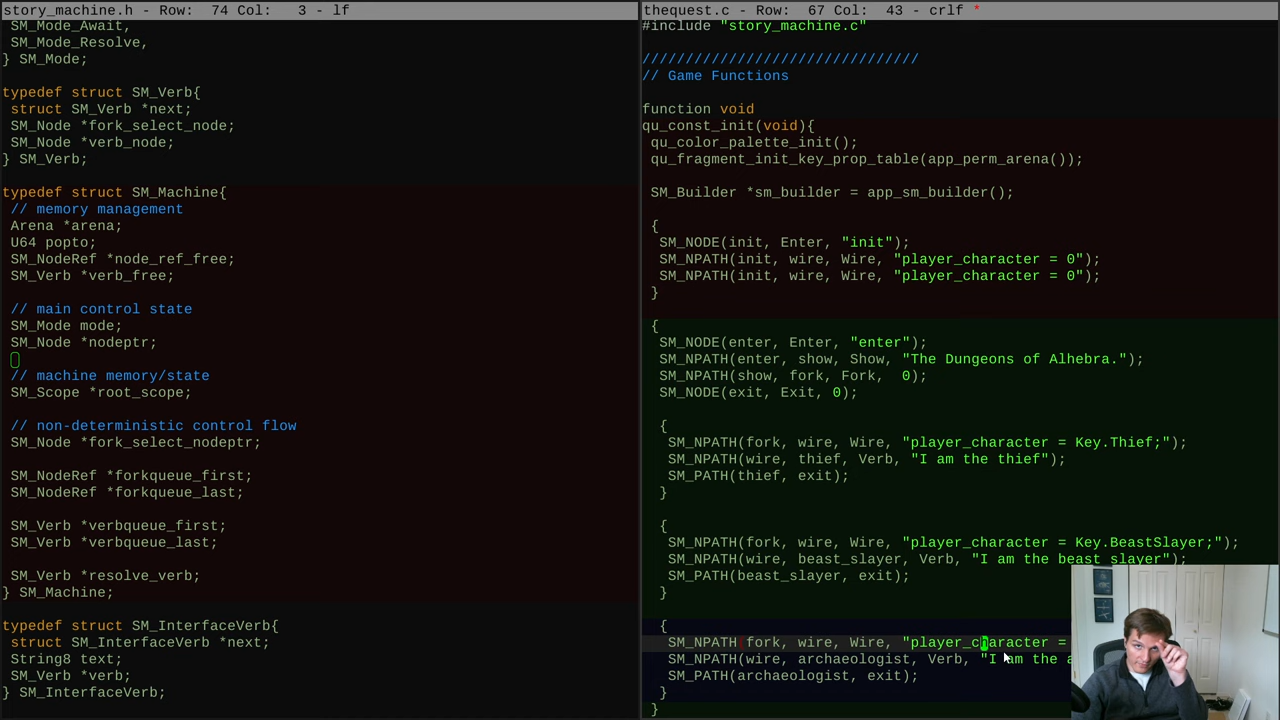 story_machine.h - Row:  74 Col:   3 - lf
 SM_Mode_Await,
 SM_Mode_Resolve,
} SM_Mode;
typedef struct SM_Verb{
 struct SM_Verb *next;
 SM_Node *fork_select_node;
 SM_Node *verb_node;
} SM_Verb;
typedef struct SM_Machine{
 // memory management
 Arena *arena;
 U64 popto;
 SM_NodeRef *node_ref_free;
 SM_Verb *verb_free;
 // main control state
 SM_Mode mode;
 SM_Node *nodeptr;
 // machine memory/state
 SM_Scope *root_scope;
 // non-deterministic control flow
 SM_Node *fork_select_nodeptr;
 SM_NodeRef *forkqueue_first;
 SM_NodeRef *forkqueue_last;
 SM_Verb *verbqueue_first;
 SM_Verb *verbqueue_last;
 SM_Verb *resolve_verb;
} SM_Machine;
typedef struct SM_InterfaceVerb{
 struct SM_InterfaceVerb *next;
 String8 text;
 SM_Verb *verb;
} SM_InterfaceVerb;
thequest.c - Row:  67 Col:  43 - crlf *
#include "story_machine.c"
////////////////////////////////
// Game Functions
function void
qu_const_init(void){
 qu_color_palette_init();
 qu_fragment_init_key_prop_table(app_perm_arena());
 SM_Builder *sm_builder = app_sm_builder();
 {
  SM_NODE(init, Enter, "init");
  SM_NPATH(init, wire, Wire, "player_character = 0");
  SM_NPATH(init, wire, Wire, "player_character = 0");
 }
 {
  SM_NODE(enter, Enter, "enter");
  SM_NPATH(enter, show, Show, "The Dungeons of Alhebra.");
  SM_NPATH(show, fork, Fork,  0);
  SM_NODE(exit, Exit, 0);
  {
   SM_NPATH(fork, wire, Wire, "player_character = Key.Thief;");
   SM_NPATH(wire, thief, Verb, "I am the thief");
   SM_PATH(thief, exit);
  }
  {
   SM_NPATH(fork, wire, Wire, "player_character = Key.BeastSlayer;");
   SM_NPATH(wire, beast_slayer, Verb, "I am the beast slayer");
   SM_PATH(beast_slayer, exit);
  }
  {
   SM_NPATH(fork, wire, Wire, "player_character =
   SM_NPATH(wire, archaeologist, Verb, "I am the a
   SM_PATH(archaeologist, exit);
  }
 }